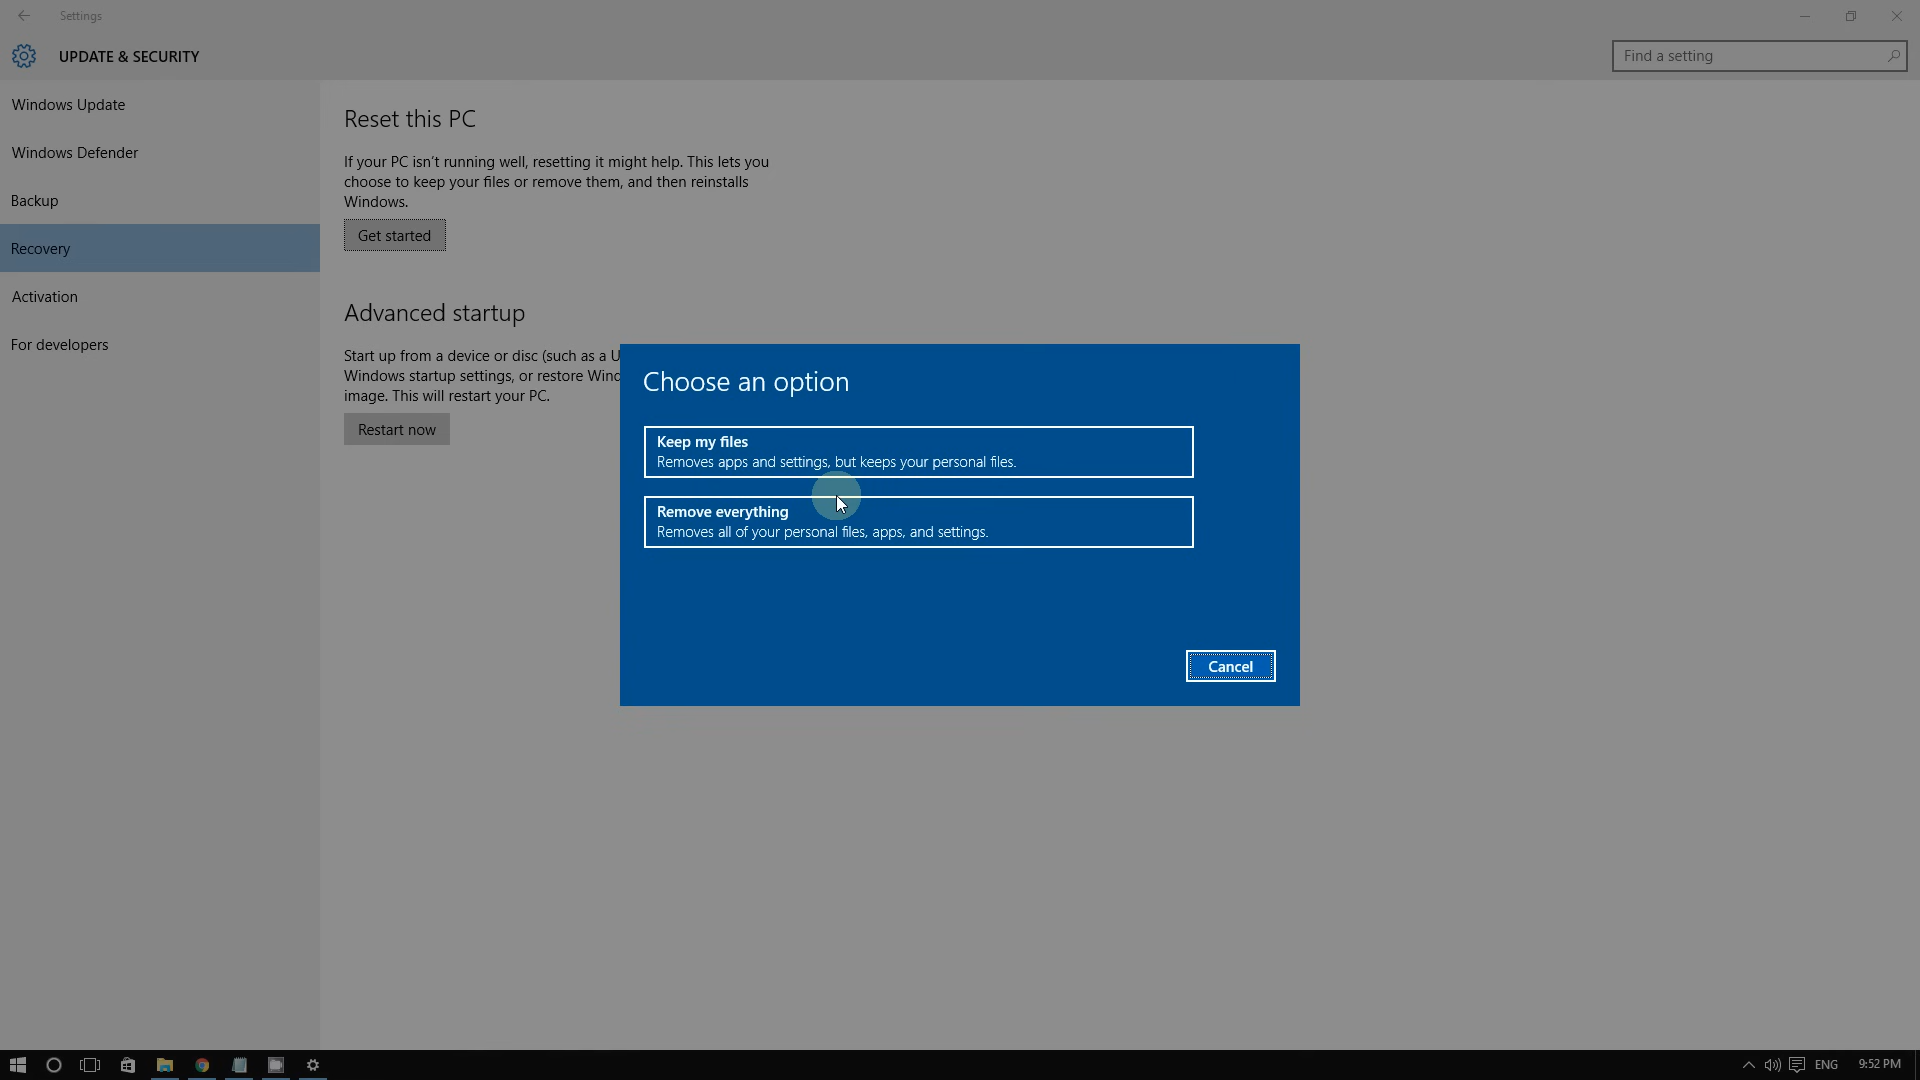 Settings
UPDATE & SECURITY
Find a setting
Windows Update
Windows Defender
Backup
Recovery
Activation
For developers
Reset this PC
If your PC isn't running well, resetting it might help. This lets you
choose to keep your files or remove them, and then reinstalls
Windows.
Get started
Advanced startup
Start up from a device or disc (such as a U
Windows startup settings, or restore Wind
image. This will restart your PC.
Restart now
Choose an option
Keep my files
Removes apps and settings, but keeps your personal files.
Remove everything
Removes all of your personal files, apps, and settings.
Cancel
ENG
9:52 PM